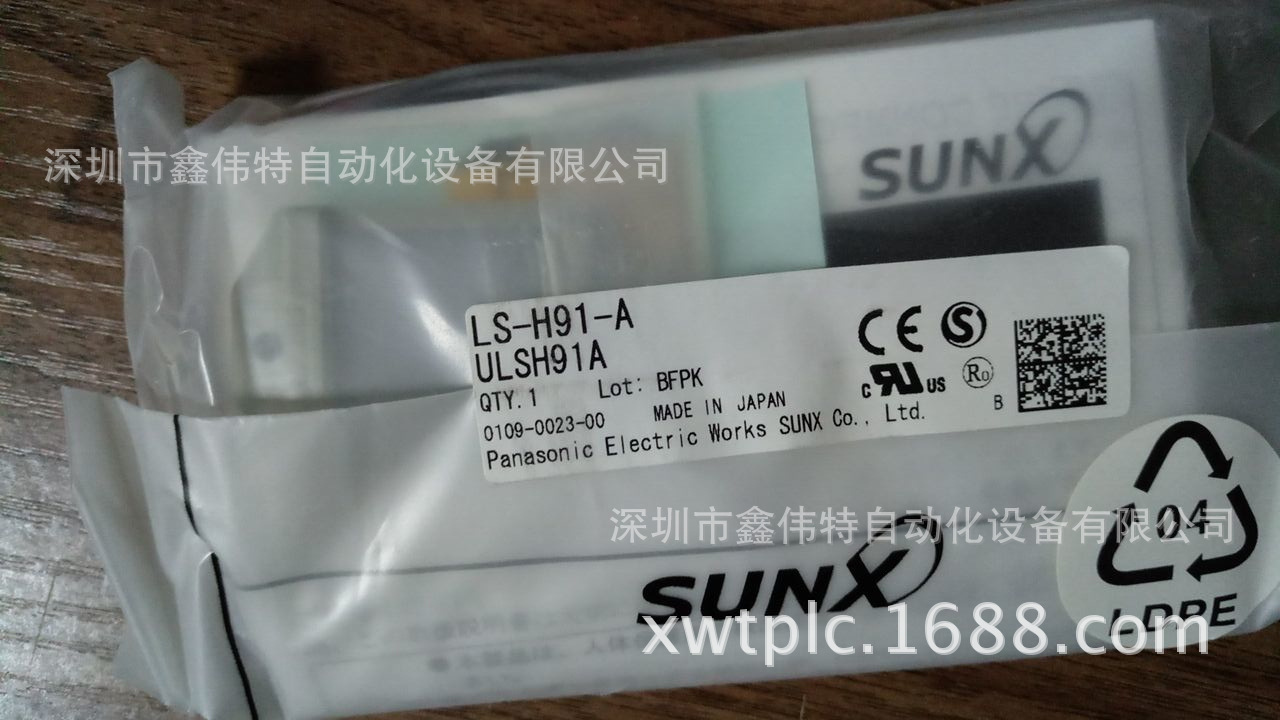 SUNX
深圳市鑫伟特自动化设备有限公司
LS-H91-A
ULSH91A
QTY. 1 Lot: BFPK
0109-0023-00 MADE IN JAPAN
Panasonic Electric Works SUNX Co., Ltd.
CE S
c RU US Ro
B
深圳市鑫伟特自动化设备有限公司
04
LDPE
SUNX
xwtplc.1688.com